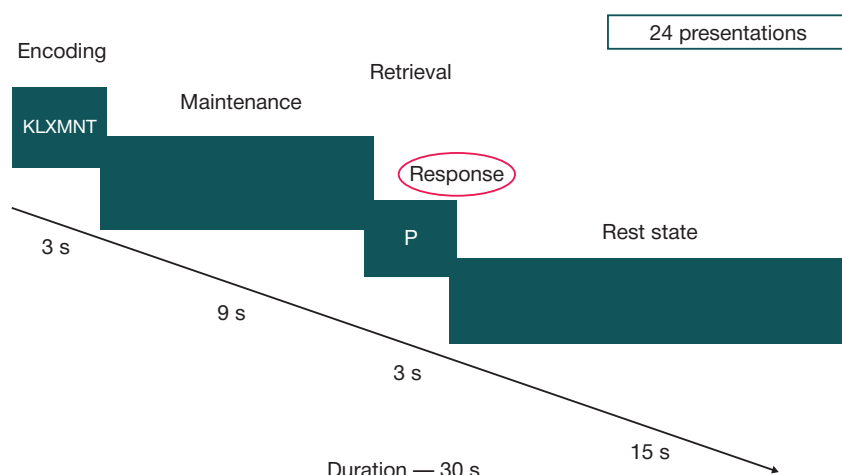 24 presentations
Encoding
Retrieval
Maintenance
KLXMNT
Response
P
Rest state
3 s
9 s
3 s
15 s
Duration — 30 s